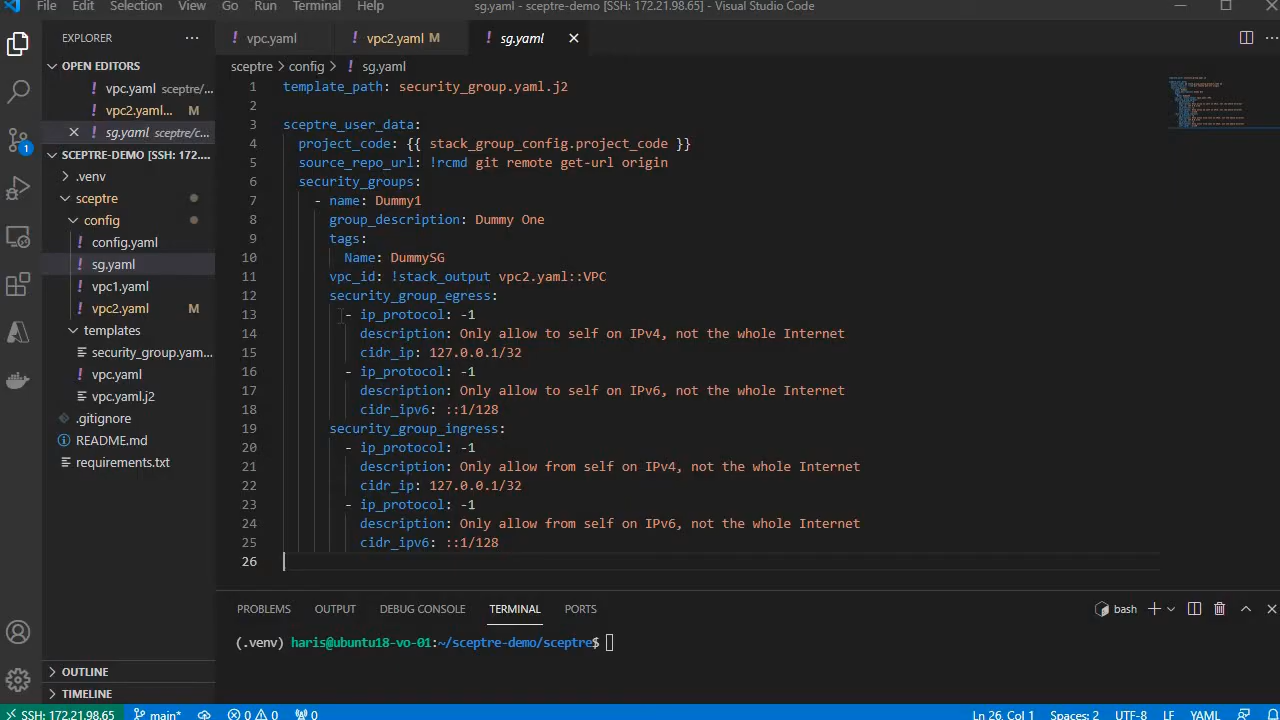 File Edit Selection View Go Run Terminal Help
sg.yaml - sceptre-demo [SSH: 172.21.98.65] - Visual Studio Code
EXPLORER
OPEN EDITORS
vpc.yaml sceptre/...
vpc2.yaml... M
sg.yaml sceptre/c...
SCEPTRE-DEMO [SSH: 172....
.venv
sceptre
config
config.yaml
sg.yaml
vpc1.yaml
vpc2.yaml M
templates
security_group.yam...
vpc.yaml
vpc.yaml.j2
.gitignore
README.md
requirements.txt
OUTLINE
TIMELINE
1
vpc.yaml
vpc2.yaml M
sg.yaml
sceptre > config > ! sg.yaml
1 template_path: security_group.yaml.j2
2
3 sceptre_user_data:
4 project_code: {{ stack_group_config.project_code }}
5 source_repo_url: !rcmd git remote get-url origin
6 security_groups:
7 - name: Dummy1
8 group_description: Dummy One
9 tags:
10 Name: DummySG
11 vpc_id: !stack_output vpc2.yaml::VPC
12 security_group_egress:
13 - ip_protocol: -1
14 description: Only allow to self on IPv4, not the whole Internet
15 cidr_ip: 127.0.0.1/32
16 - ip_protocol: -1
17 description: Only allow to self on IPv6, not the whole Internet
18 cidr_ipv6: ::1/128
19 security_group_ingress:
20 - ip_protocol: -1
21 description: Only allow from self on IPv4, not the whole Internet
22 cidr_ip: 127.0.0.1/32
23 - ip_protocol: -1
24 description: Only allow from self on IPv6, not the whole Internet
25 cidr_ipv6: ::1/128
26
PROBLEMS OUTPUT DEBUG CONSOLE TERMINAL PORTS
bash
(.venv) haris@ubuntu18-vo-01:~/sceptre-demo/sceptre$
SSH: 172.21.98.65 main* 0 0 0 Ln 26, Col 1 Spaces: 2 UTF-8 LF YAML